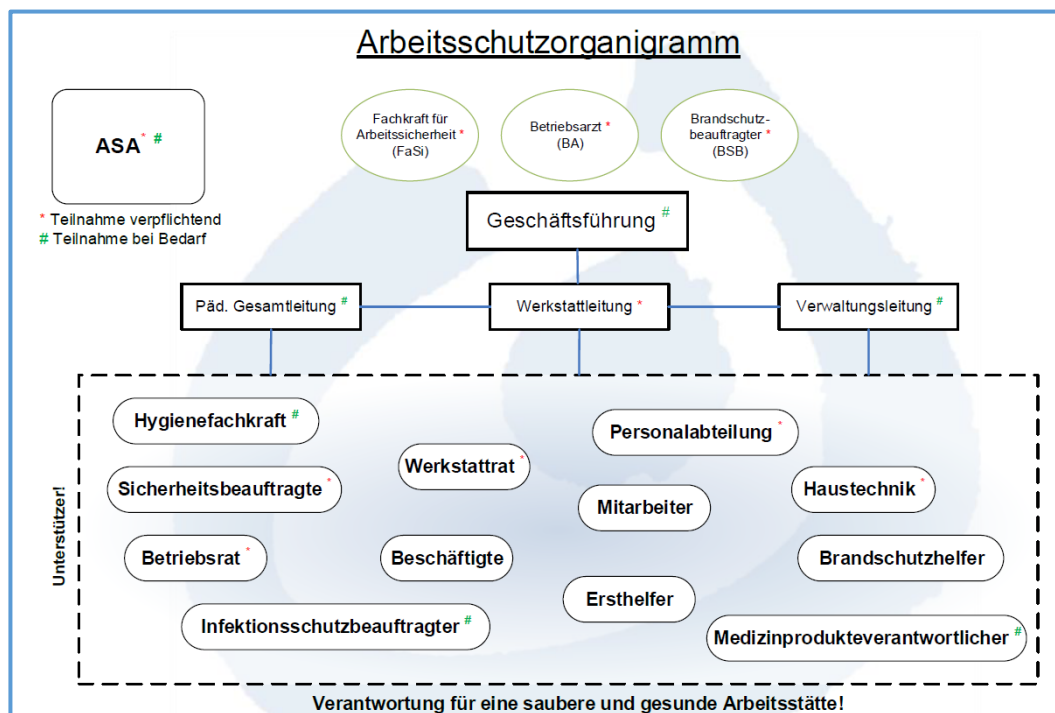 Arbeitsschutzorganigramm
ASA * #
* Teilnahme verpflichtend
# Teilnahme bei Bedarf
Fachkraft für
Arbeitssicherheit *
(FaSi)
Betriebsarzt *
(BA)
Brandschutz-
beauftragter *
(BSB)
Geschäftsführung #
Päd. Gesamtleitung #
Werkstattleitung *
Verwaltungsleitung #
Unterstützer!
Hygienefachkraft #
Personalabteilung *
Werkstattrat *
Sicherheitsbeauftragte *
Haustechnik *
Mitarbeiter
Betriebsrat *
Beschäftigte
Brandschutzhelfer
Ersthelfer
Infektionsschutzbeauftragter #
Medizinprodukteverantwortlicher #
Verantwortung für eine saubere und gesunde Arbeitsstätte!